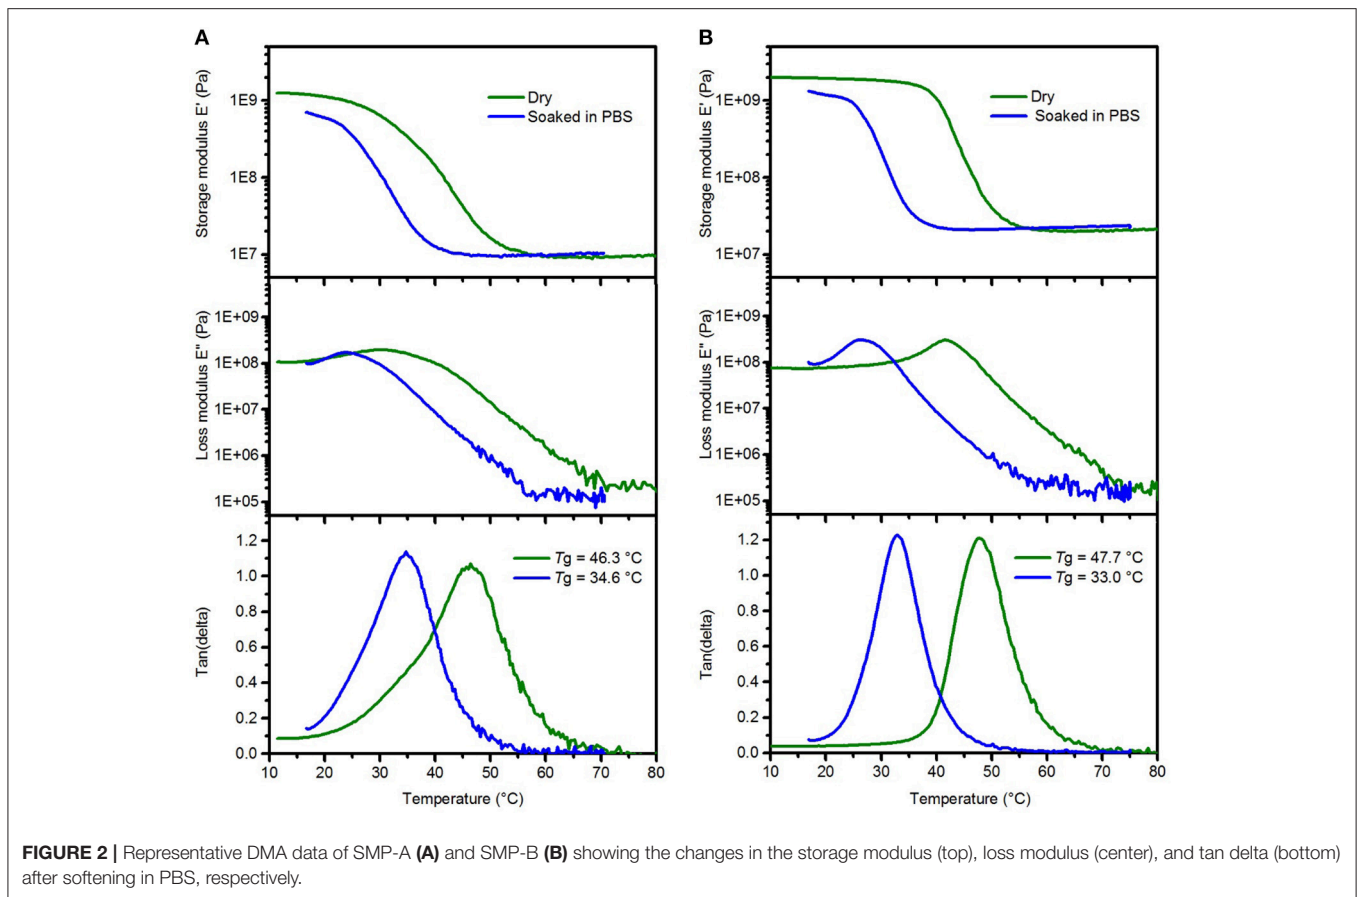 A
Storage modulus E' (Pa)
1E9
1E8
1E7
Dry
Soaked in PBS
Loss modulus E" (Pa)
1E+09
1E+08
1E+07
1E+06
1E+05
Tan(delta)
1.2
1.0
0.8
0.6
0.4
0.2
0.0
Tg = 46.3 °C
Tg = 34.6 °C
10 20 30 40 50 60 70 80
Temperature (°C)
B
Storage modulus E' (Pa)
1E+09
1E+08
1E+07
Dry
Soaked in PBS
Loss modulus E" (Pa)
1E+09
1E+08
1E+07
1E+06
1E+05
Tan(delta)
1.2
1.0
0.8
0.6
0.4
0.2
0.0
Tg = 47.7 °C
Tg = 33.0 °C
10 20 30 40 50 60 70 80
Temperature (°C)
FIGURE 2 | Representative DMA data of SMP-A (A) and SMP-B (B) showing the changes in the storage modulus (top), loss modulus (center), and tan delta (bottom)
after softening in PBS, respectively.